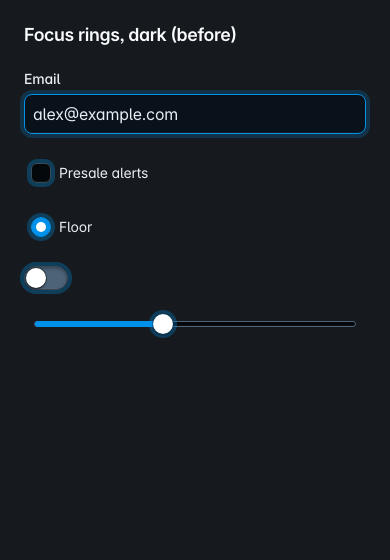 Focus rings, dark (before)
Email
alex@example.com
Presale alerts
Floor